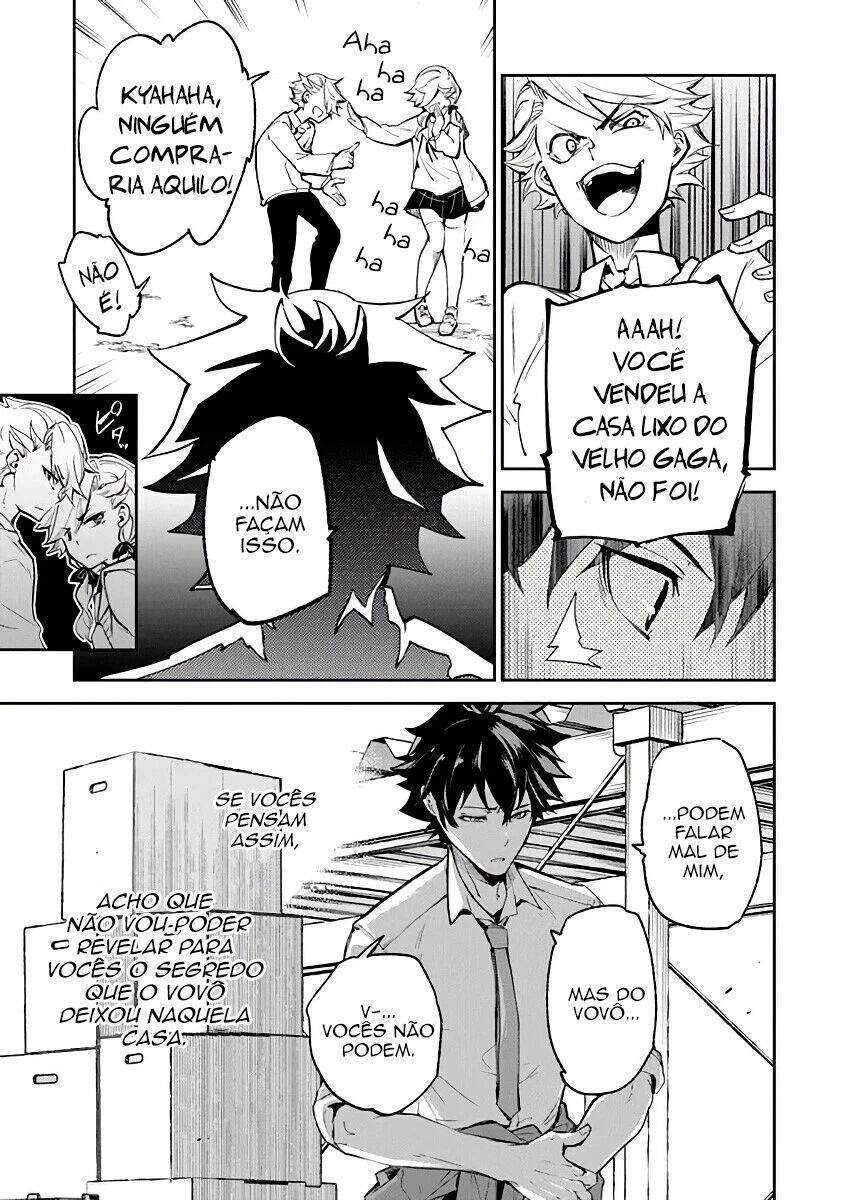 AAAH!
VOCÊ
VENDEU A
CASA LIXO DO
VELHO GAGA,
NÃO FOI!
Aha
ha
ha
KYAHAHA,
NINGUÉM
COMPRA-
RIA AQUILO!
ha
ha
ha
NÃO
É!
...NÃO
FAÇAM
ISSO.
ピタ..
...PODEM
FALAR
MAL DE
MIM,
MAS DO
VOVÔ...
V-...
VOCÊS NÃO
PODEM.
SE VOCÊS
PENSAM
ASSIM,
ACHO QUE
NÃO VOU PODER
REVELAR PARA
VOCÊS O SEGREDO
QUE O VOVÔ
DEIXOU NAQUELA
CASA.